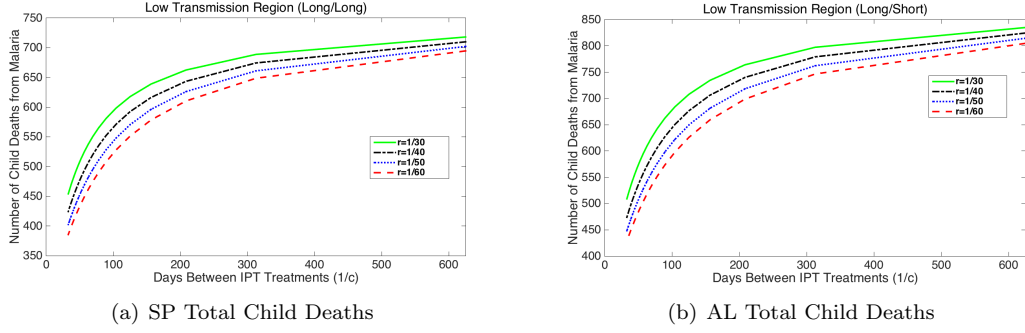 Low Transmission Region (Long/Long)
Number of Child Deaths from Malaria
750
700
650
600
550
500
450
400
350
r=1/30
r=1/40
r=1/50
r=1/60
0 100 200 300 400 500 600
Days Between IPT Treatments (1/c)
(a) SP Total Child Deaths
Low Transmission Region (Long/Short)
Number of Child Deaths from Malaria
850
800
750
700
650
600
550
500
450
400
r=1/30
r=1/40
r=1/50
r=1/60
0 100 200 300 400 500 600
Days Between IPT Treatments (1/c)
(b) AL Total Child Deaths